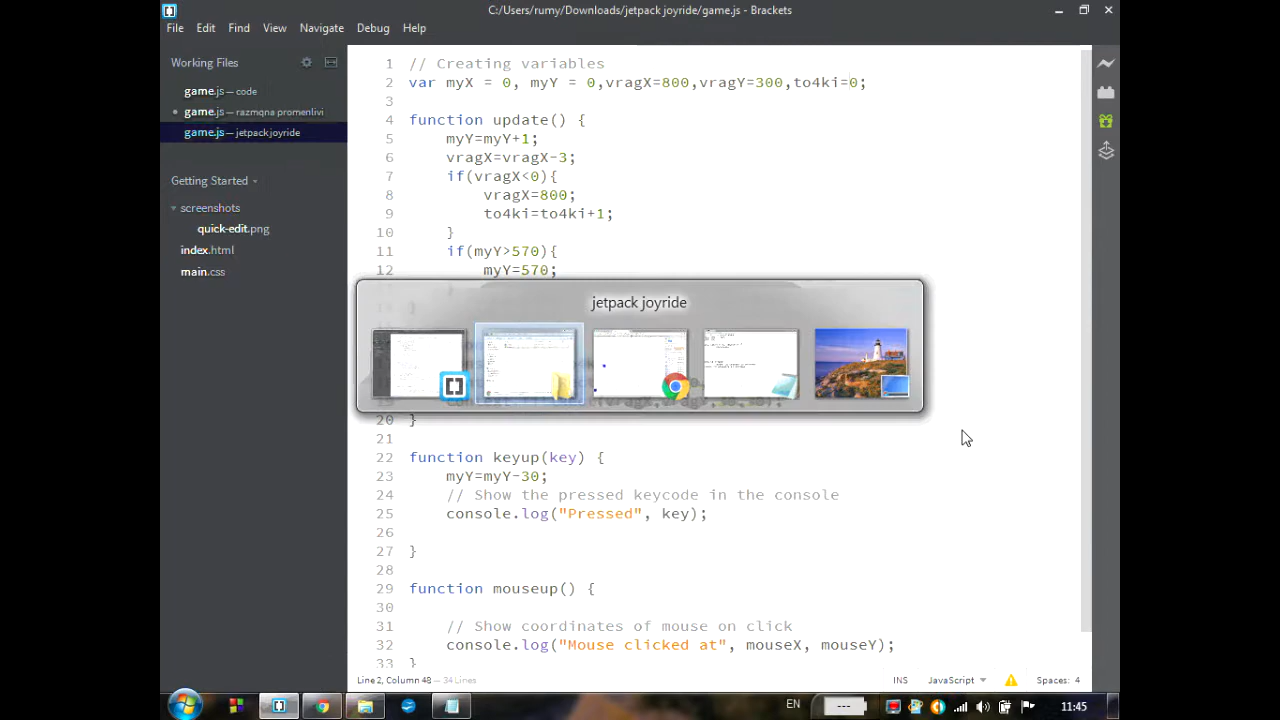 C:/Users/rumy/Downloads/jetpack joyride/game.js - Brackets
File Edit Find View Navigate Debug Help
Working Files
game.js — code
game.js — razmqna promenlivi
game.js — jetpack joyride
Getting Started
screenshots
quick-edit.png
index.html
main.css
1 // Creating variables
2 var myX = 0, myY = 0,vragX=800,vragY=300,to4ki=0;
3
4 function update() {
5 myY=myY+1;
6 vragX=vragX-3;
7 if(vragX<0){
8 vragX=800;
9 to4ki=to4ki+1;
10 }
11 if(myY>570){
12 myY=570;
jetpack joyride
20 }
21
22 function keyup(key) {
23 myY=myY-30;
24 // Show the pressed keycode in the console
25 console.log("Pressed", key);
26
27 }
28
29 function mouseup() {
30
31 // Show coordinates of mouse on click
32 console.log("Mouse clicked at", mouseX, mouseY);
33 }
Line 2, Column 48 — 34 Lines
INS JavaScript Spaces: 4
EN 11:45